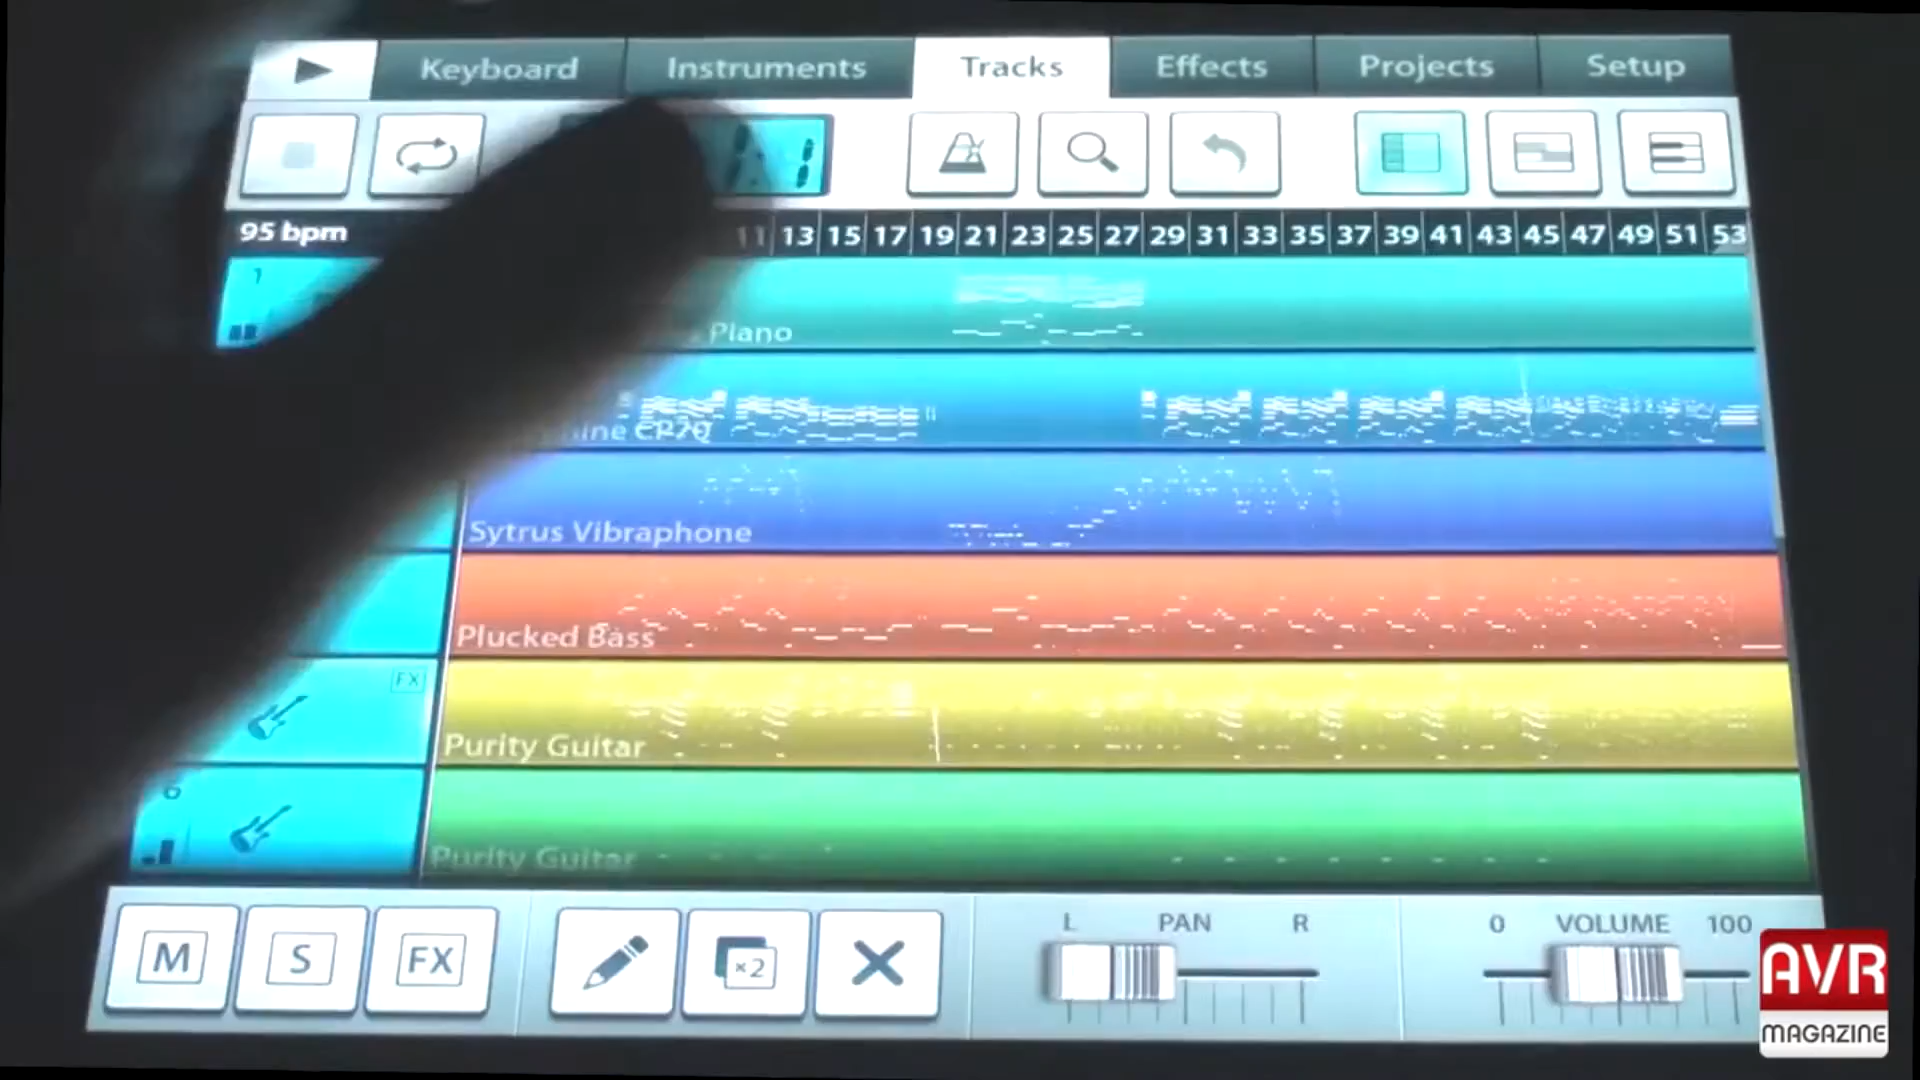 Keyboard Instruments Tracks Effects Projects Setup
95 bpm 11 13 15 17 19 21 23 25 27 29 31 33 35 37 39 41 43 45 47 49 51 53
1
Piano
CP70
Sytrus Vibraphone
Plucked Bass
FX
Purity Guitar
6
Purity Guitar
L PAN R 0 VOLUME 100
M S FX ×2
AVR
MAGAZINE